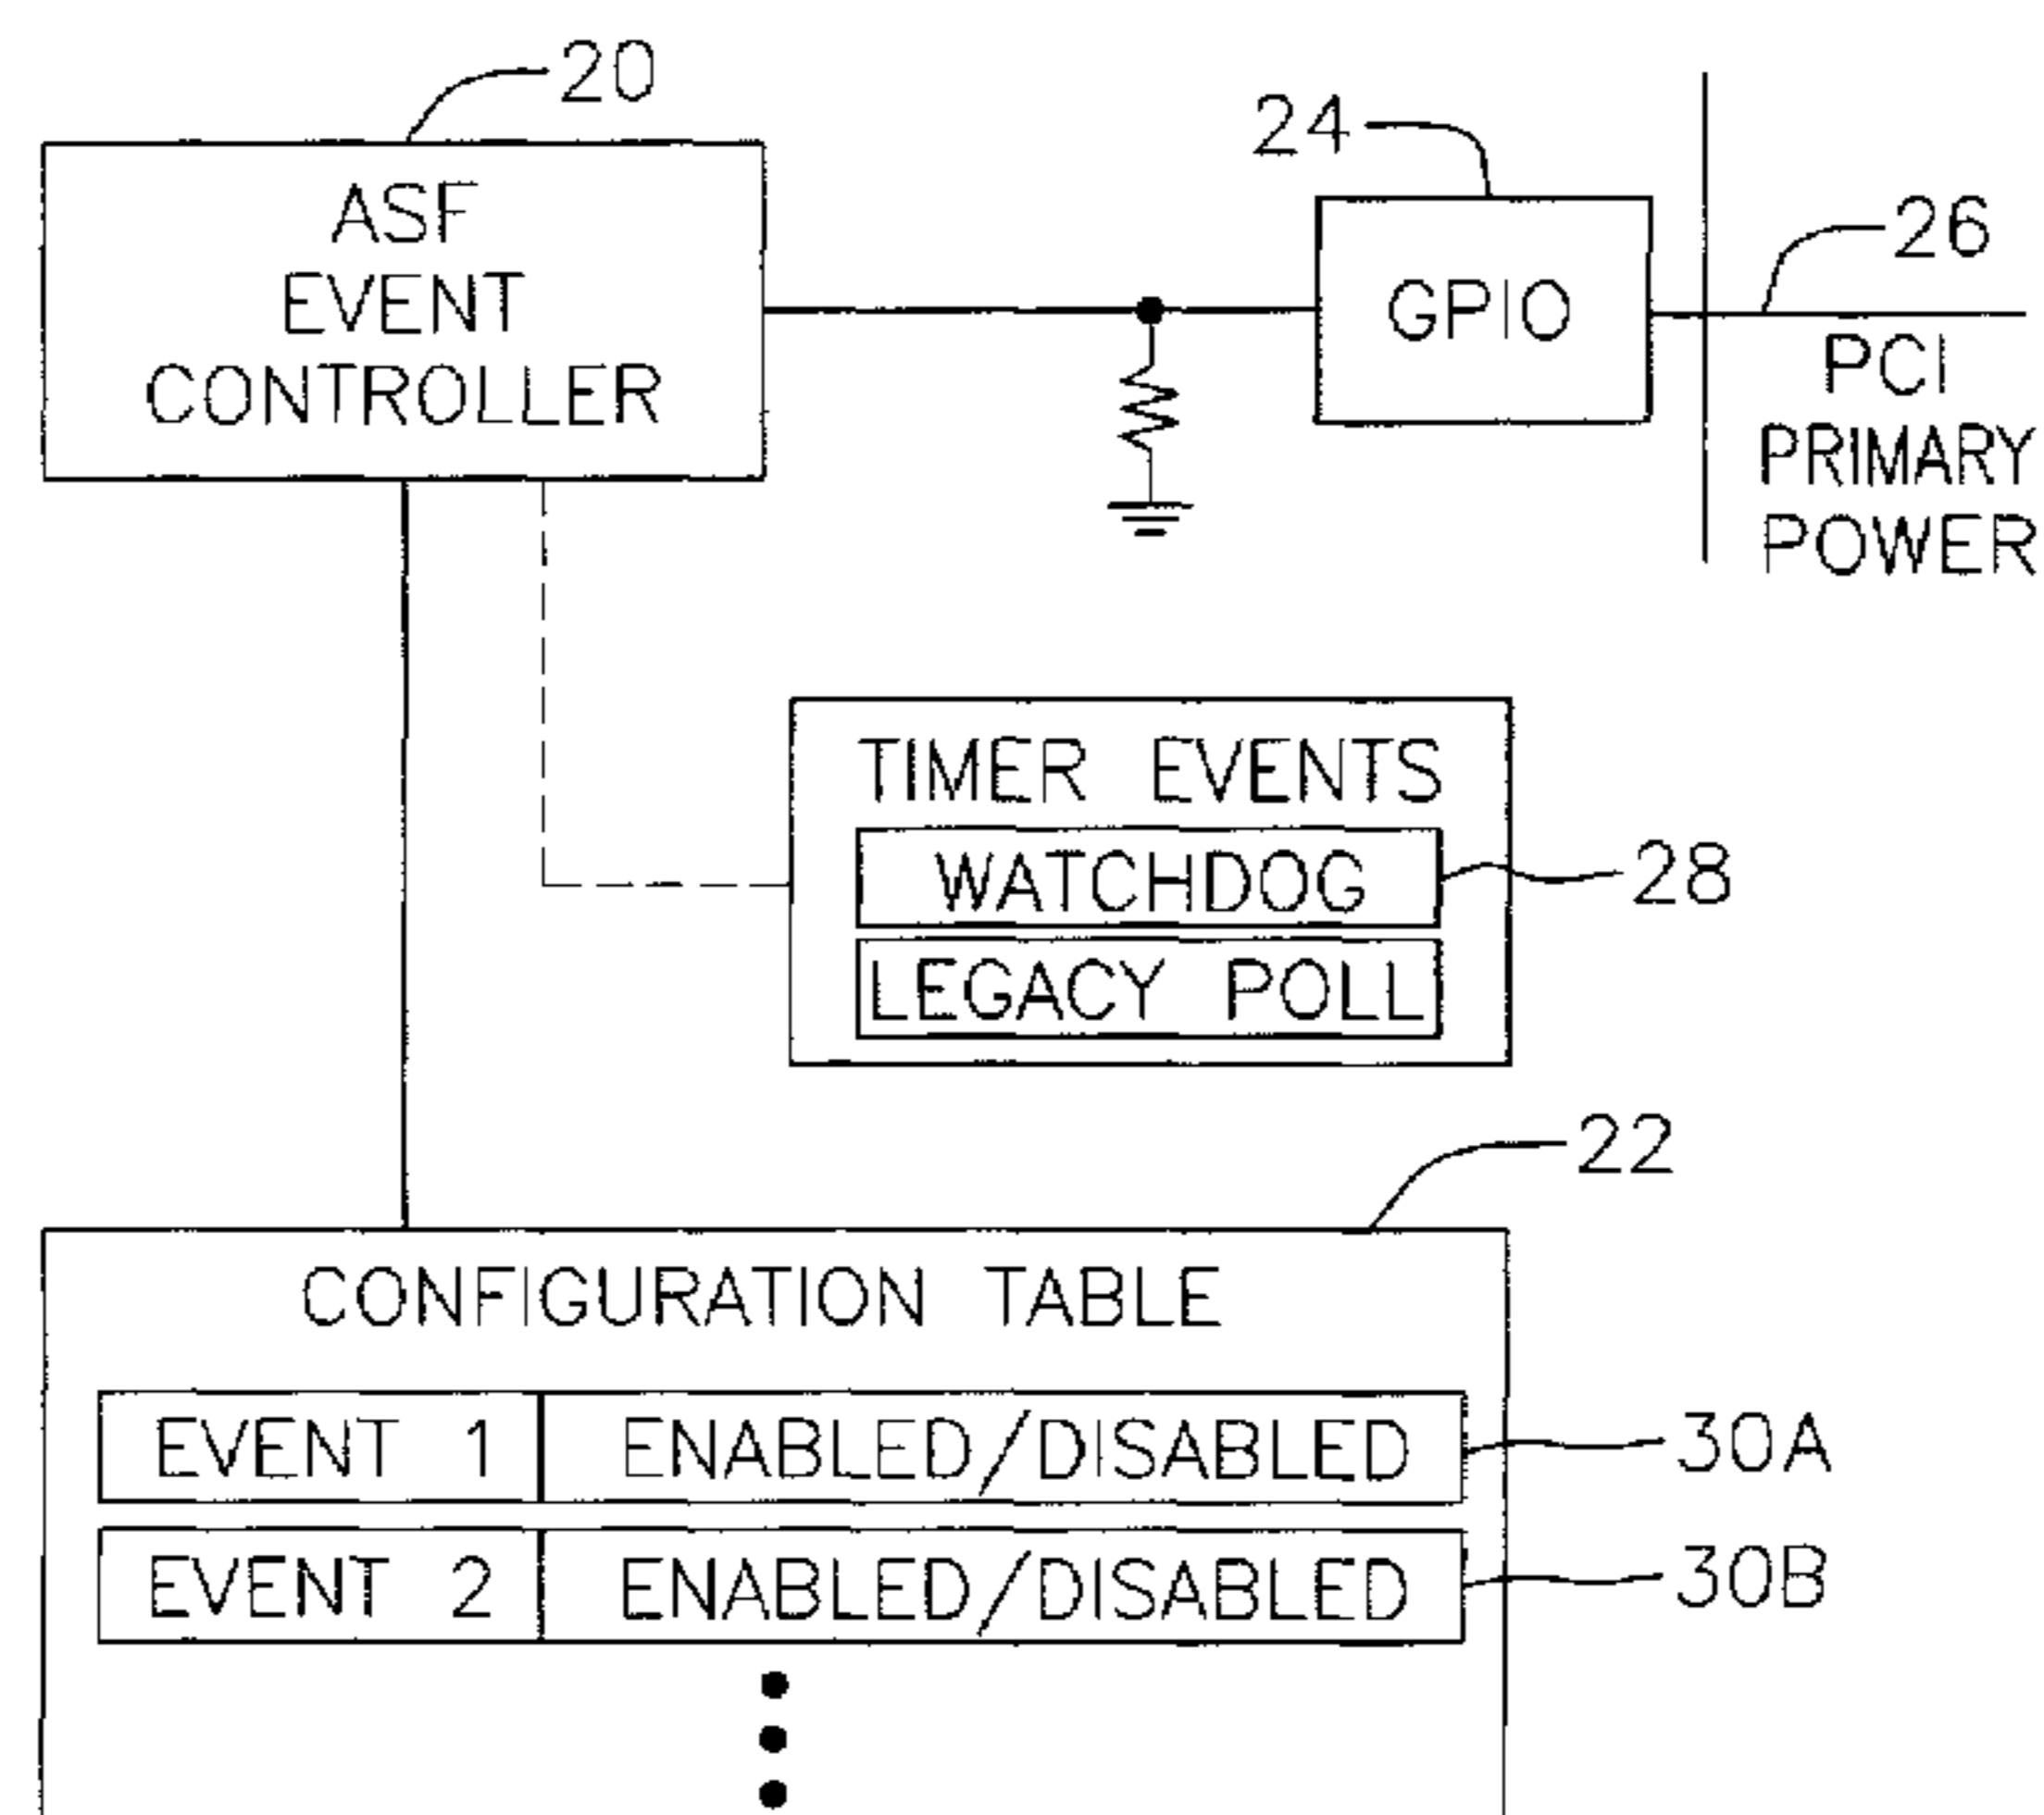 20
ASF
EVENT
CONTROLLER
24
GPIO
26
PCI
PRIMARY
POWER
TIMER EVENTS
WATCHDOG
28
LEGACY POLL
22
CONFIGURATION TABLE
EVENT 1 ENABLED/DISABLED 30A
EVENT 2 ENABLED/DISABLED 30B